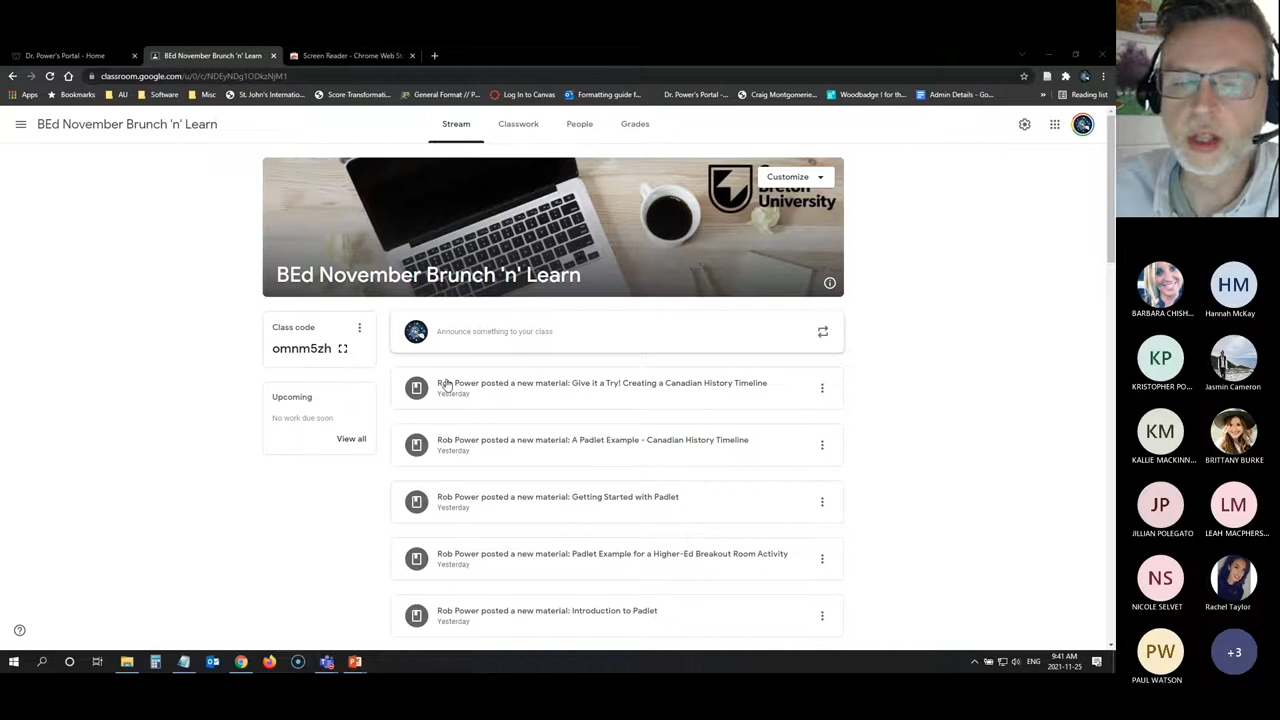 Dr. Power's Portal - Home
BEd November Brunch 'n' Learn
Screen Reader - Chrome Web St
classroom.google.com/u/0/c/NDEyNDg1ODkzNjM1
Apps
Bookmarks
AU
Software
Misc
St. John's Internatio...
Score Transformati...
General Format // P...
Log In to Canvas
Formatting guide f...
Dr. Power's Portal -...
Craig Montgomerie...
Woodbadge I for th...
Admin Details - Go...
»
Reading list
BEd November Brunch 'n' Learn
Stream
Classwork
People
Grades
Customize
Breton
University
BEd November Brunch 'n' Learn
Class code
omnm5zh
Upcoming
No work due soon
View all
Announce something to your class
Rob Power posted a new material: Give it a Try! Creating a Canadian History Timeline
Yesterday
Rob Power posted a new material: A Padlet Example - Canadian History Timeline
Yesterday
Rob Power posted a new material: Getting Started with Padlet
Yesterday
Rob Power posted a new material: Padlet Example for a Higher-Ed Breakout Room Activity
Yesterday
Rob Power posted a new material: Introduction to Padlet
Yesterday
ENG
9:41 AM
2021-11-25
BARBARA CHISH...
HM
Hannah McKay
KP
KRISTOPHER PO...
Jasmin Cameron
KM
KALLIE MACKINN...
BRITTANY BURKE
JP
JILLIAN POLEGATO
LM
LEAH MACPHERS...
NS
NICOLE SELVET
Rachel Taylor
PW
PAUL WATSON
+3